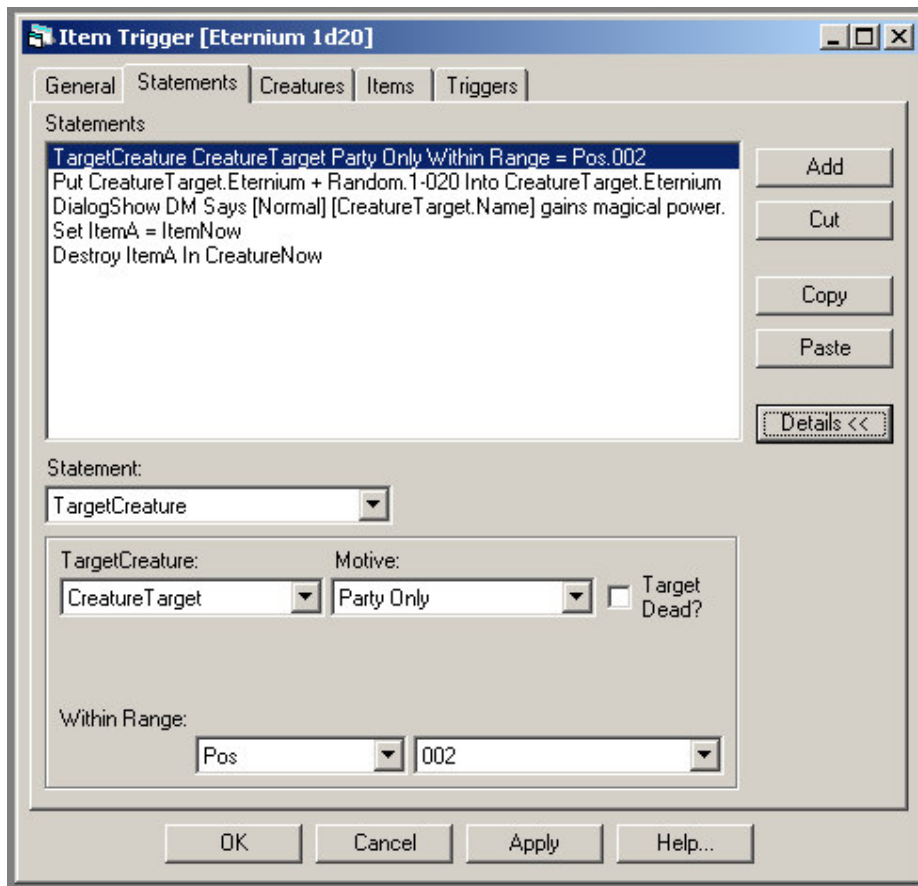 Item Trigger [Eternium 1d20]
General Statements Creatures Items Triggers
Statements
TargetCreature CreatureTarget Party Only Within Range = Pos.002
Put CreatureTarget.Eternium + Random.1-020 Into CreatureTarget.Eternium
DialogShow DM Says [Normal] [CreatureTarget.Name] gains magical power.
Set ItemA = ItemNow
Destroy ItemA In CreatureNow
Add
Cut
Copy
Paste
Details <<
Statement:
TargetCreature
TargetCreature: Motive:
CreatureTarget Party Only Target
Dead?
Within Range:
Pos 002
OK Cancel Apply Help...